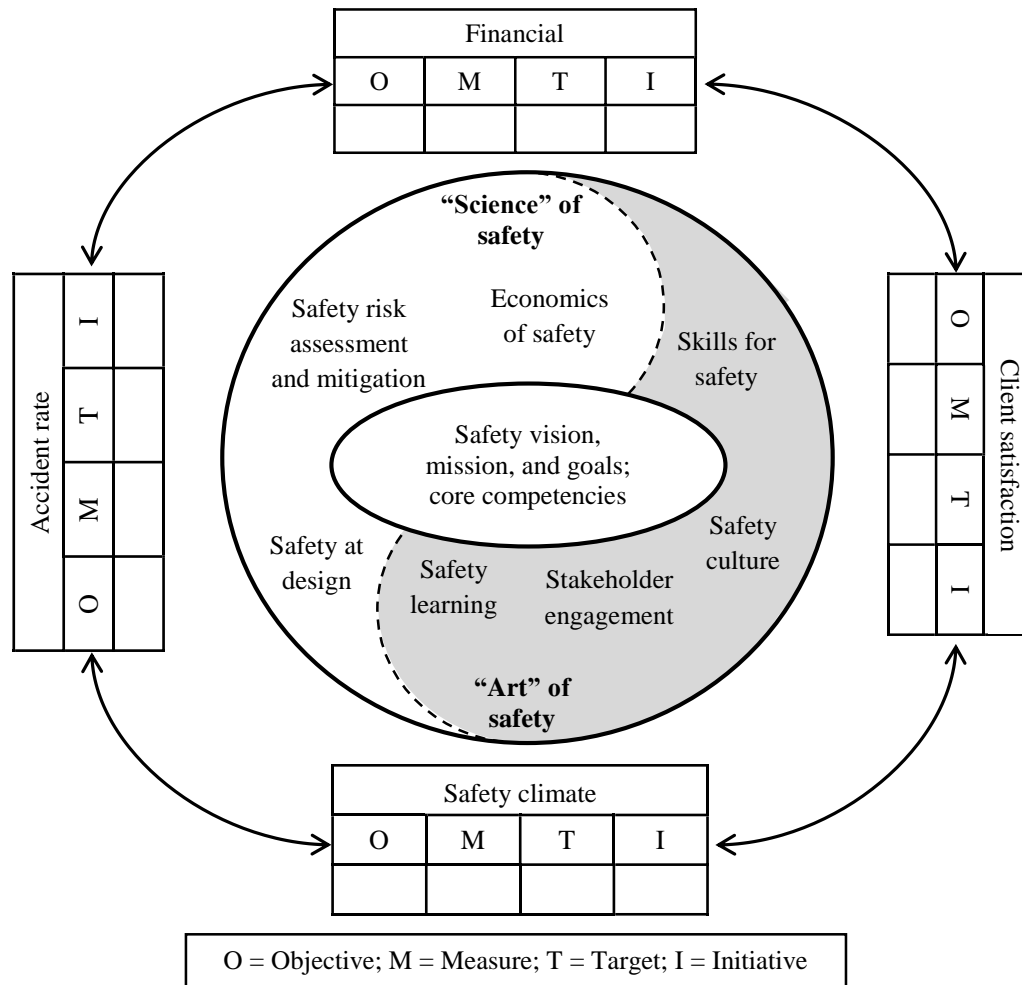 Financial
O M T I
“Science” of
safety
Economics
of safety
Safety risk
assessment
and mitigation
Skills for
safety
Accident rate
O M T I
Client satisfaction
O M T I
Safety vision,
mission, and goals;
core competencies
Safety at
design
Safety
learning
Stakeholder
engagement
Safety
culture
“Art” of
safety
Safety climate
O M T I
O = Objective; M = Measure; T = Target; I = Initiative